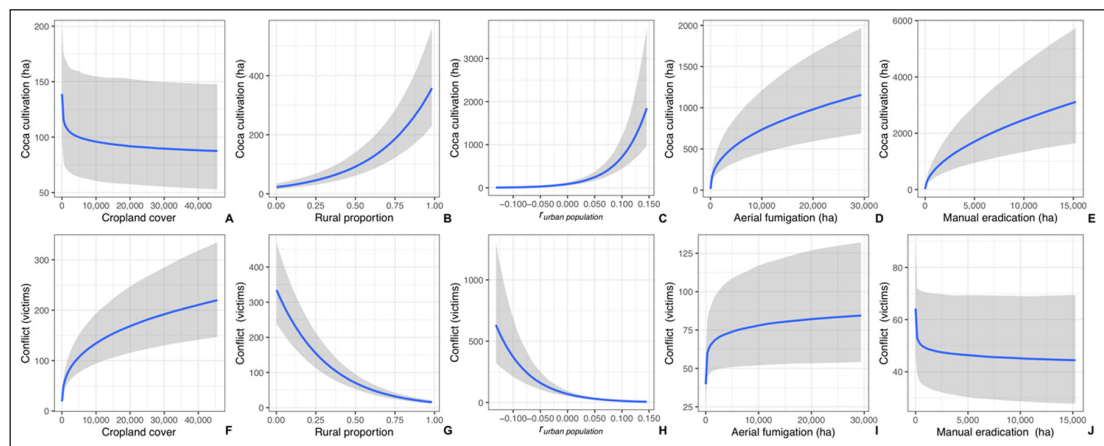 Coca cultivation (ha)
200
150
100
50
0 10,000 20,000 30,000 40,000
Cropland cover
A
Coca cultivation (ha)
400
200
0
0.00 0.25 0.50 0.75 1.00
Rural proportion
B
Coca cultivation (ha)
3000
2000
1000
0
−0.100 −0.050 0.000 0.050 0.100 0.150
r urban population
C
Coca cultivation (ha)
2000
1500
1000
500
0
0 10,000 20,000 30,000
Aerial fumigation (ha)
D
Coca cultivation (ha)
6000
4000
2000
0
0 5,000 10,000 15,000
Manual eradication (ha)
E
Conflict (victims)
300
200
100
0
0 10,000 20,000 30,000 40,000
Cropland cover
F
Conflict (victims)
400
300
200
100
0
0.00 0.25 0.50 0.75 1.00
Rural proportion
G
Conflict (victims)
1000
500
0
−0.100 −0.050 0.000 0.050 0.100 0.150
r urban population
H
Conflict (victims)
125
100
75
50
25
0 10,000 20,000 30,000
Aerial fumigation (ha)
I
Conflict (victims)
80
60
40
0 5,000 10,000 15,000
Manual eradication (ha)
J